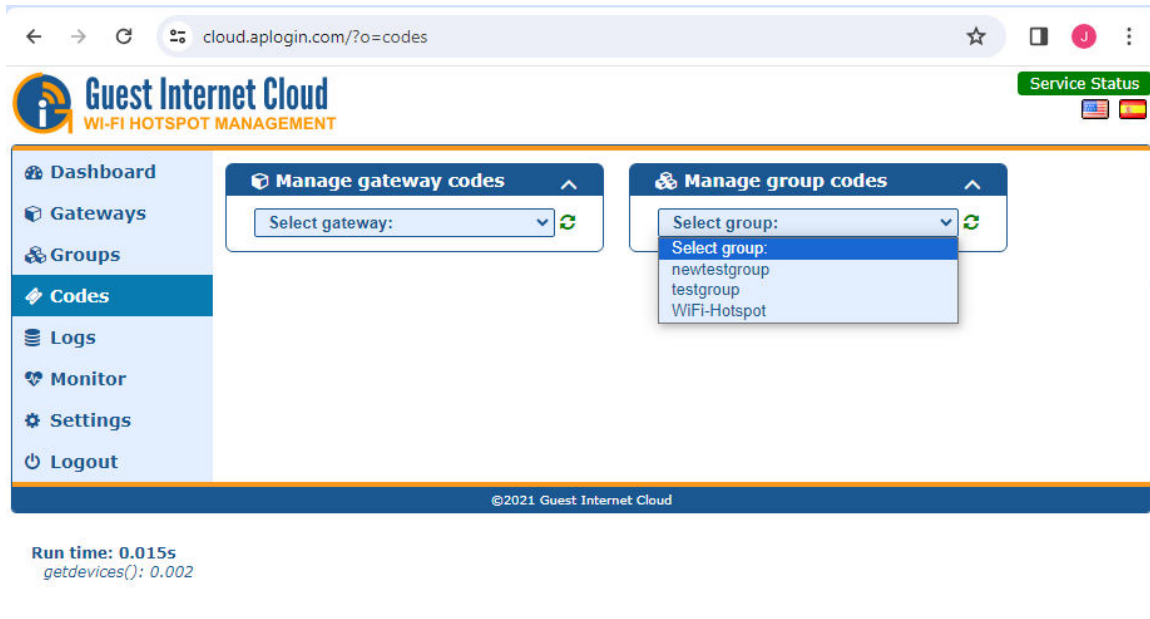 cloud.aplogin.com/?o=codes
J
Guest Internet Cloud
WI-FI HOTSPOT MANAGEMENT
Service Status
Dashboard
Gateways
Groups
Codes
Logs
Monitor
Settings
Logout
Manage gateway codes
Select gateway:
Manage group codes
Select group:
Select group:
newtestgroup
testgroup
WiFi-Hotspot
©2021 Guest Internet Cloud
Run time: 0.015s
getdevices(): 0.002